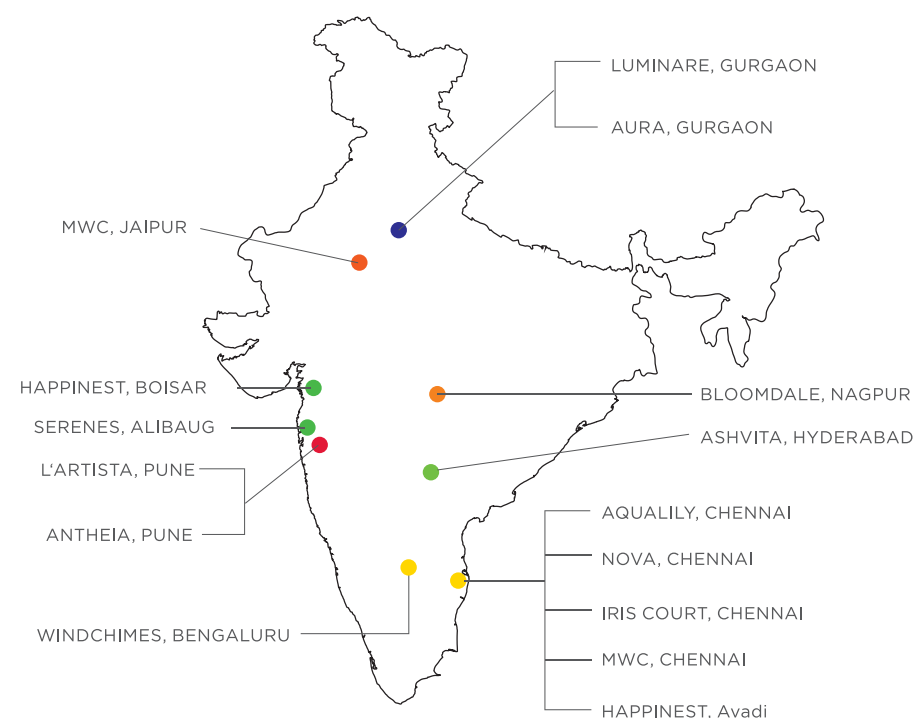 LUMINARE, GURGAON
AURA, GURGAON
MWC, JAIPUR
HAPPINEST, BOISAR
SERENES, ALIBAUG
L'ARTISTA, PUNE
ANTHEIA, PUNE
WINDCHIMES, BENGALURU
BLOOMDALE, NAGPUR
ASHVITA, HYDERABAD
AQUALILY, CHENNAI
NOVA, CHENNAI
IRIS COURT, CHENNAI
MWC, CHENNAI
HAPPINEST, Avadi